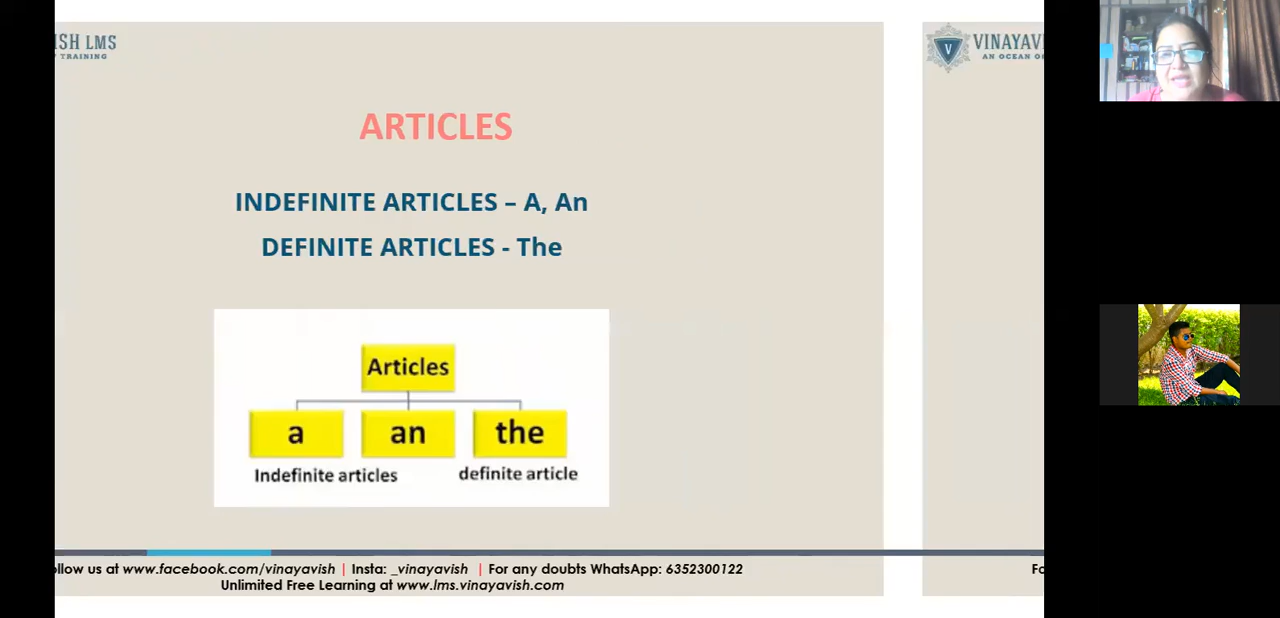 ISH LMS
TRAINING
VINAYAV
AN OCEAN O
ARTICLES
INDEFINITE ARTICLES – A, An
DEFINITE ARTICLES - The
Articles
a an the
Indefinite articles definite article
ollow us at www.facebook.com/vinayavish | Insta: _vinayavish | For any doubts WhatsApp: 6352300122
Unlimited Free Learning at www.lms.vinayavish.com
Fo